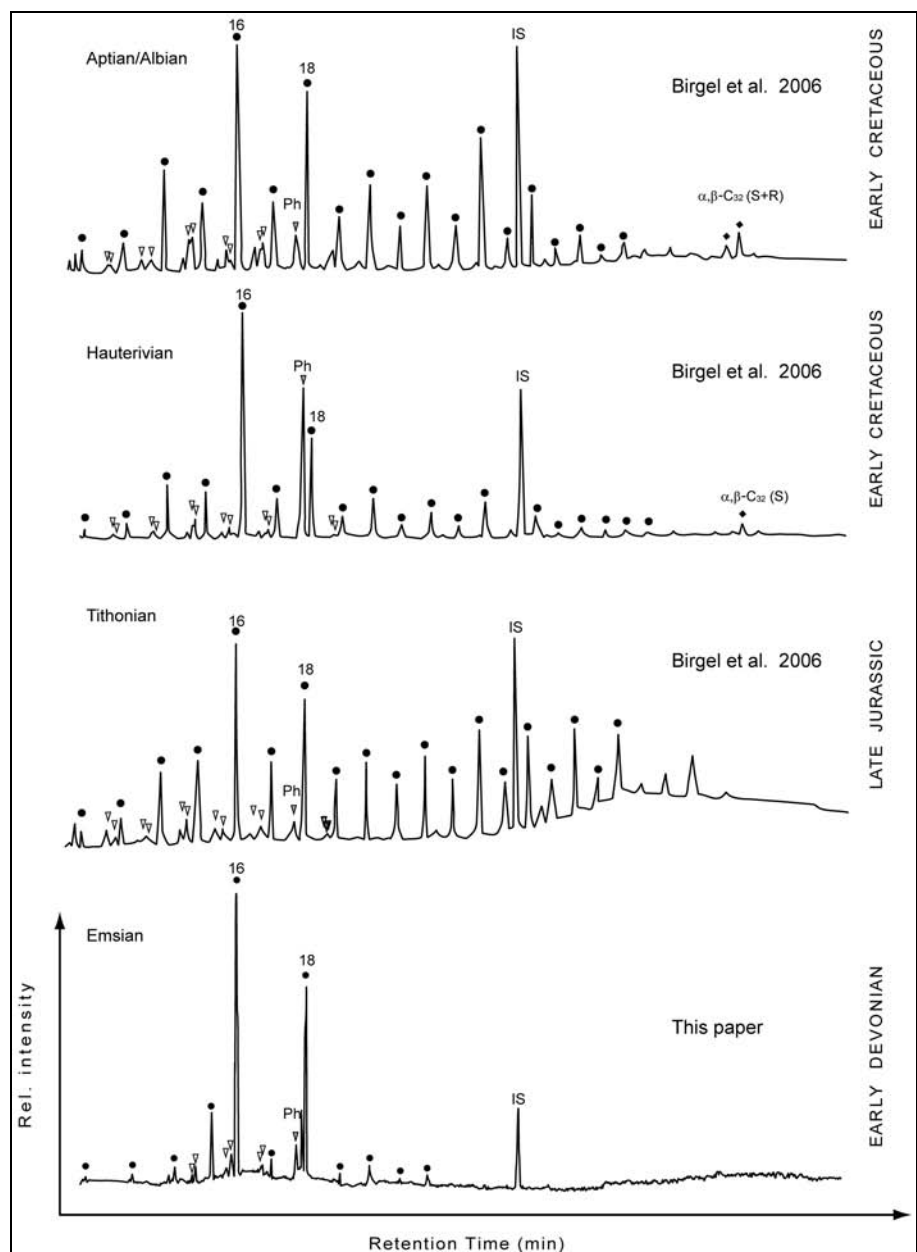 16
IS
Aptian/Albian
18
Birgel et al. 2006
EARLY CRETACEOUS
Ph
α,β-C32 (S+R)
16
Hauterivian
Ph
IS
Birgel et al. 2006
EARLY CRETACEOUS
18
α,β-C32 (S)
Tithonian
16
IS
18
Birgel et al. 2006
LATE JURASSIC
Ph
16
Emsian
18
This paper
EARLY DEVONIAN
Ph
IS
Rel. intensity
Retention Time (min)